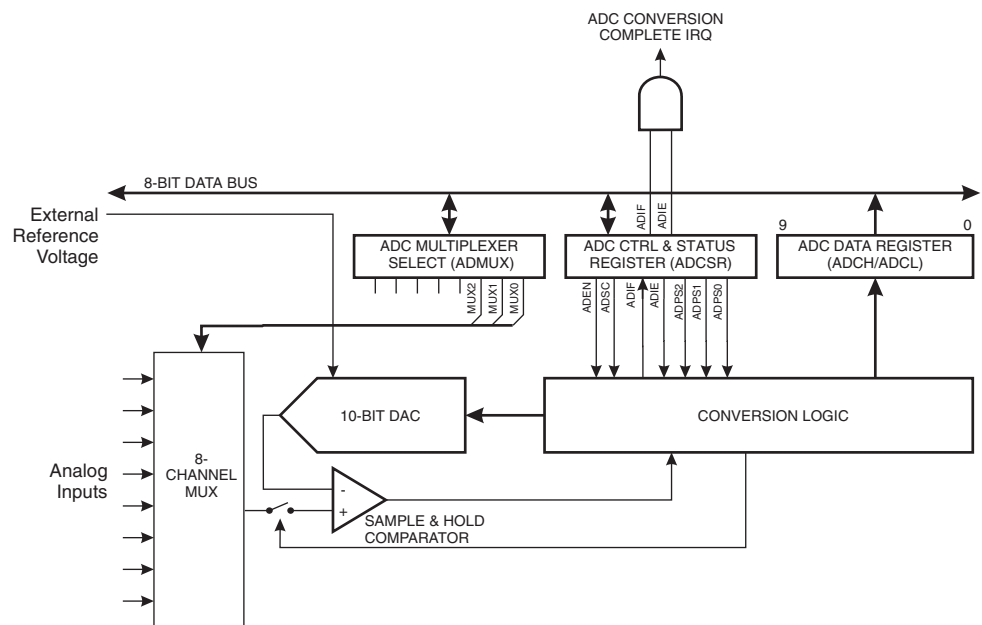 ADC CONVERSION
COMPLETE IRQ
8-BIT DATA BUS
External
Reference
Voltage
ADIF
ADIE
9
0
ADC MULTIPLEXER
SELECT (ADMUX)
ADC CTRL & STATUS
REGISTER (ADCSR)
ADC DATA REGISTER
(ADCH/ADCL)
MUX2
MUX1
MUX0
ADEN
ADSC
ADIF
ADIE
ADPS2
ADPS1
ADPS0
10-BIT DAC
CONVERSION LOGIC
Analog
Inputs
8-
CHANNEL
MUX
-
+
SAMPLE & HOLD
COMPARATOR